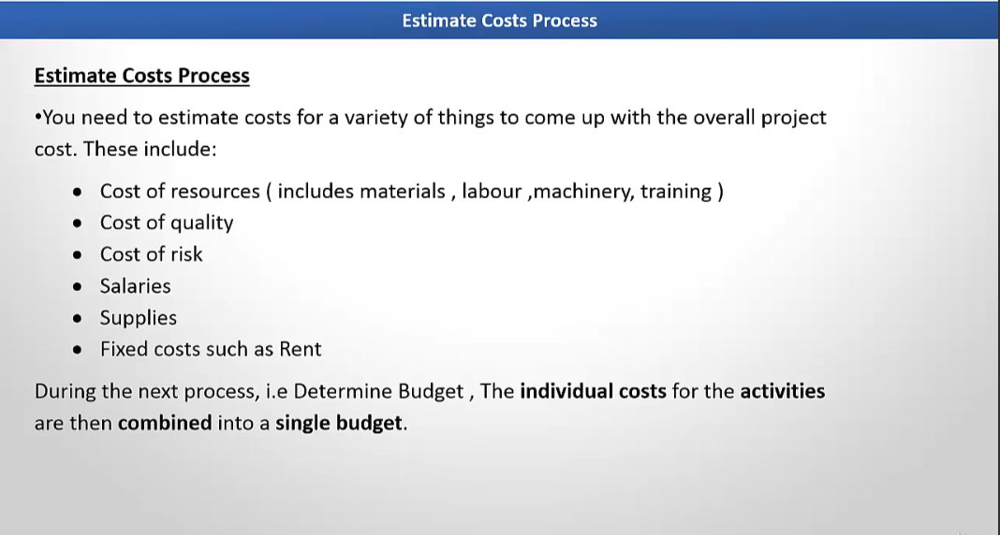 Estimate Costs Process
Estimate Costs Process
•You need to estimate costs for a variety of things to come up with the overall project
cost. These include:
• Cost of resources ( includes materials , labour ,machinery, training )
• Cost of quality
• Cost of risk
• Salaries
• Supplies
• Fixed costs such as Rent
During the next process, i.e Determine Budget , The individual costs for the activities
are then combined into a single budget.